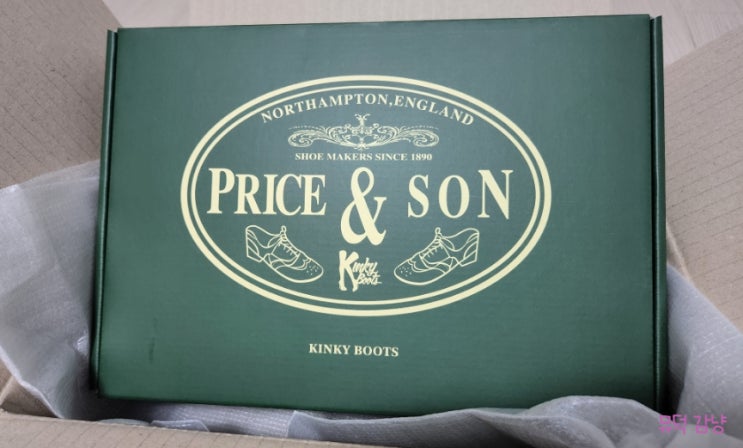 NORTHAMPTON, ENGLAND
SHOE MAKERS SINCE 1890
PRICE & SON
Kinky
Boots
KINKY BOOTS